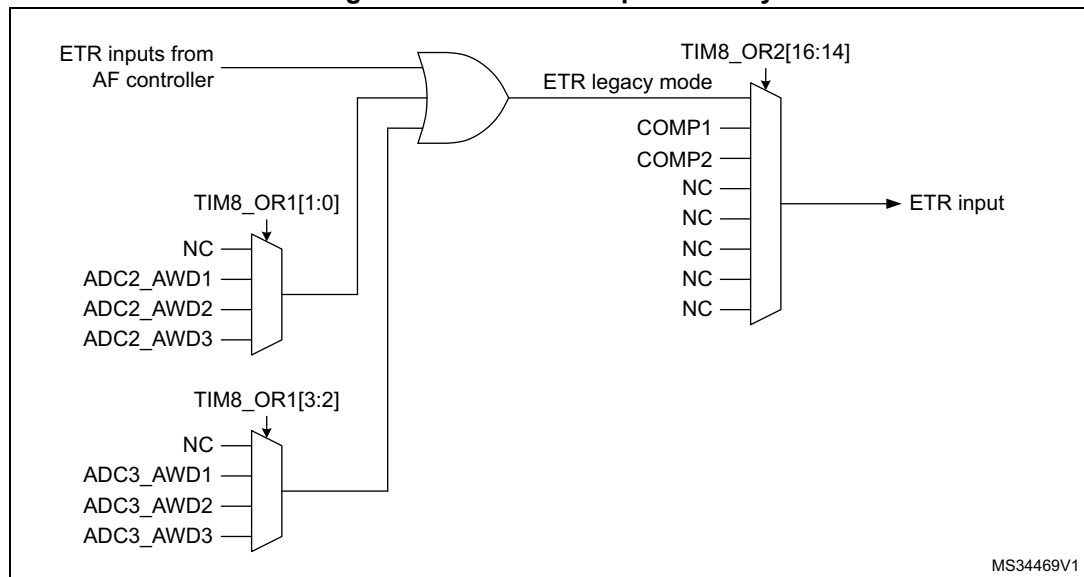 ETR inputs from
AF controller
TIM8_OR2[16:14]
ETR legacy mode
COMP1
COMP2
NC
NC
NC
NC
NC
ETR input
TIM8_OR1[1:0]
NC
ADC2_AWD1
ADC2_AWD2
ADC2_AWD3
TIM8_OR1[3:2]
NC
ADC3_AWD1
ADC3_AWD2
ADC3_AWD3
MS34469V1